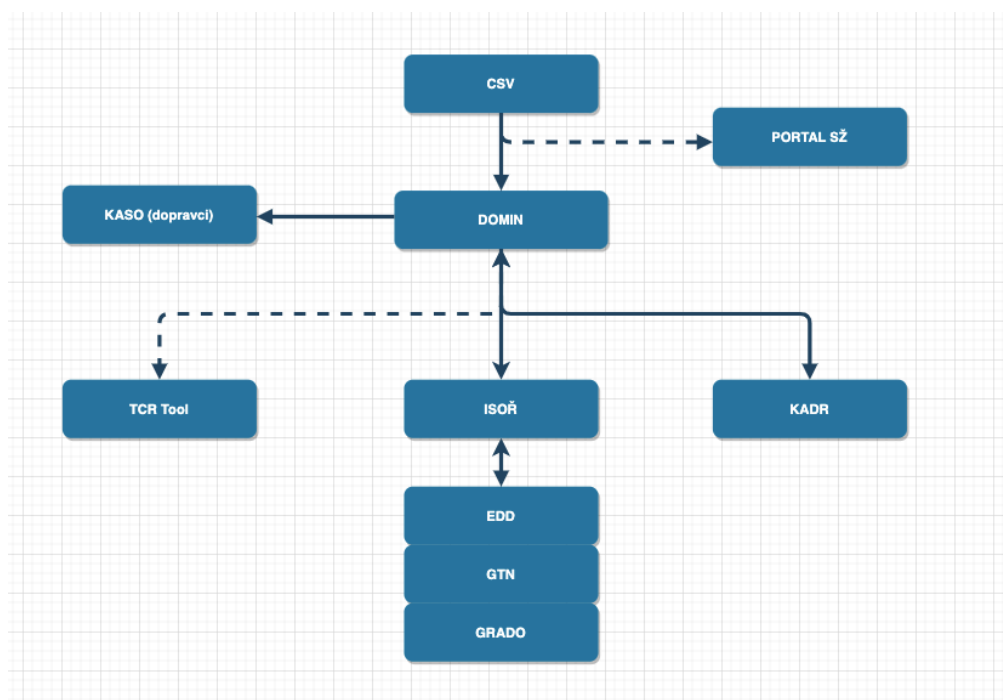 CSV
PORTAL SŽ
KASO (dopravci)
DOMIN
TCR Tool
ISOŘ
KADR
EDD
GTN
GRADO